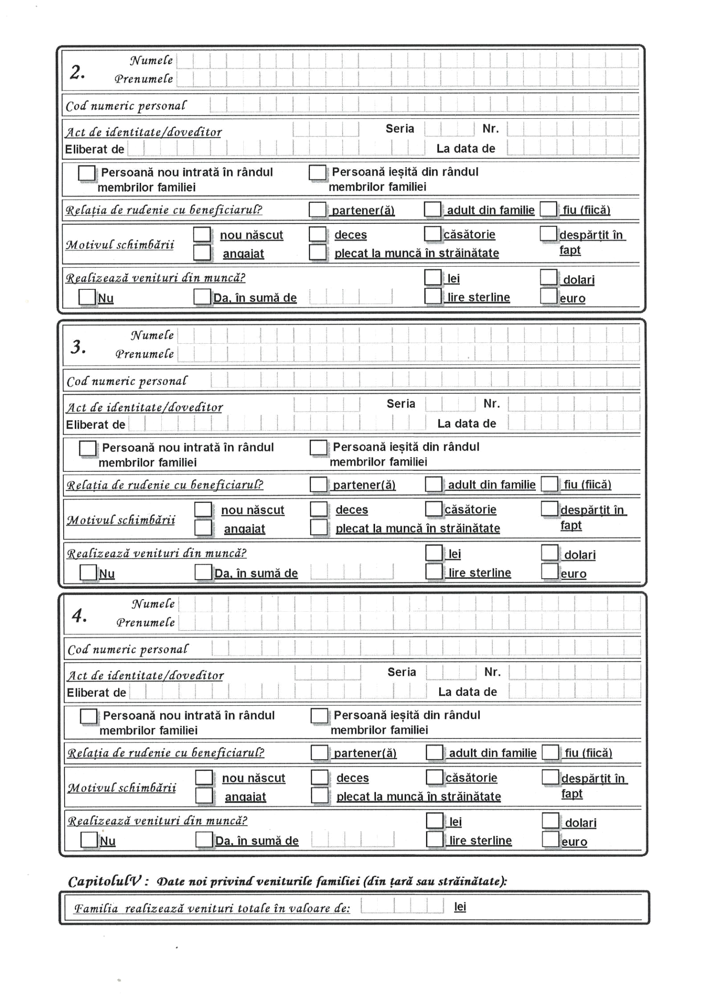 2.
Numele
Prenumele
Cod numeric personal
Act de identitate/doveditor Seria Nr.
Eliberat de La data de
Persoană nou intrată în rândul Persoană ieșită din rândul
membrilor familiei membrilor familiei
Relația de rudenie cu beneficiarul? partener(ă) adult din familie fiu (fiică)
nou născut deces căsătorie despărțit în
Motivul schimbării fapt
angajat plecat la muncă în străinătate
Realizează venituri din muncă? lei dolari
Nu Da, în sumă de lire sterline euro
3.
Numele
Prenumele
Cod numeric personal
Act de identitate/doveditor Seria Nr.
Eliberat de La data de
Persoană nou intrată în rândul Persoană ieșită din rândul
membrilor familiei membrilor familiei
Relația de rudenie cu beneficiarul? partener(ă) adult din familie fiu (fiică)
nou născut deces căsătorie despărțit în
Motivul schimbării fapt
angajat plecat la muncă în străinătate
Realizează venituri din muncă? lei dolari
Nu Da, în sumă de lire sterline euro
4.
Numele
Prenumele
Cod numeric personal
Act de identitate/doveditor Seria Nr.
Eliberat de La data de
Persoană nou intrată în rândul Persoană ieșită din rândul
membrilor familiei membrilor familiei
Relația de rudenie cu beneficiarul? partener(ă) adult din familie fiu (fiică)
nou născut deces căsătorie despărțit în
Motivul schimbării fapt
angajat plecat la muncă în străinătate
Realizează venituri din muncă? lei dolari
Nu Da, în sumă de lire sterline euro
CapitolulV : Date noi privind veniturile familiei (din țară sau străinătate):
Familia realizează venituri totale în valoare de: lei